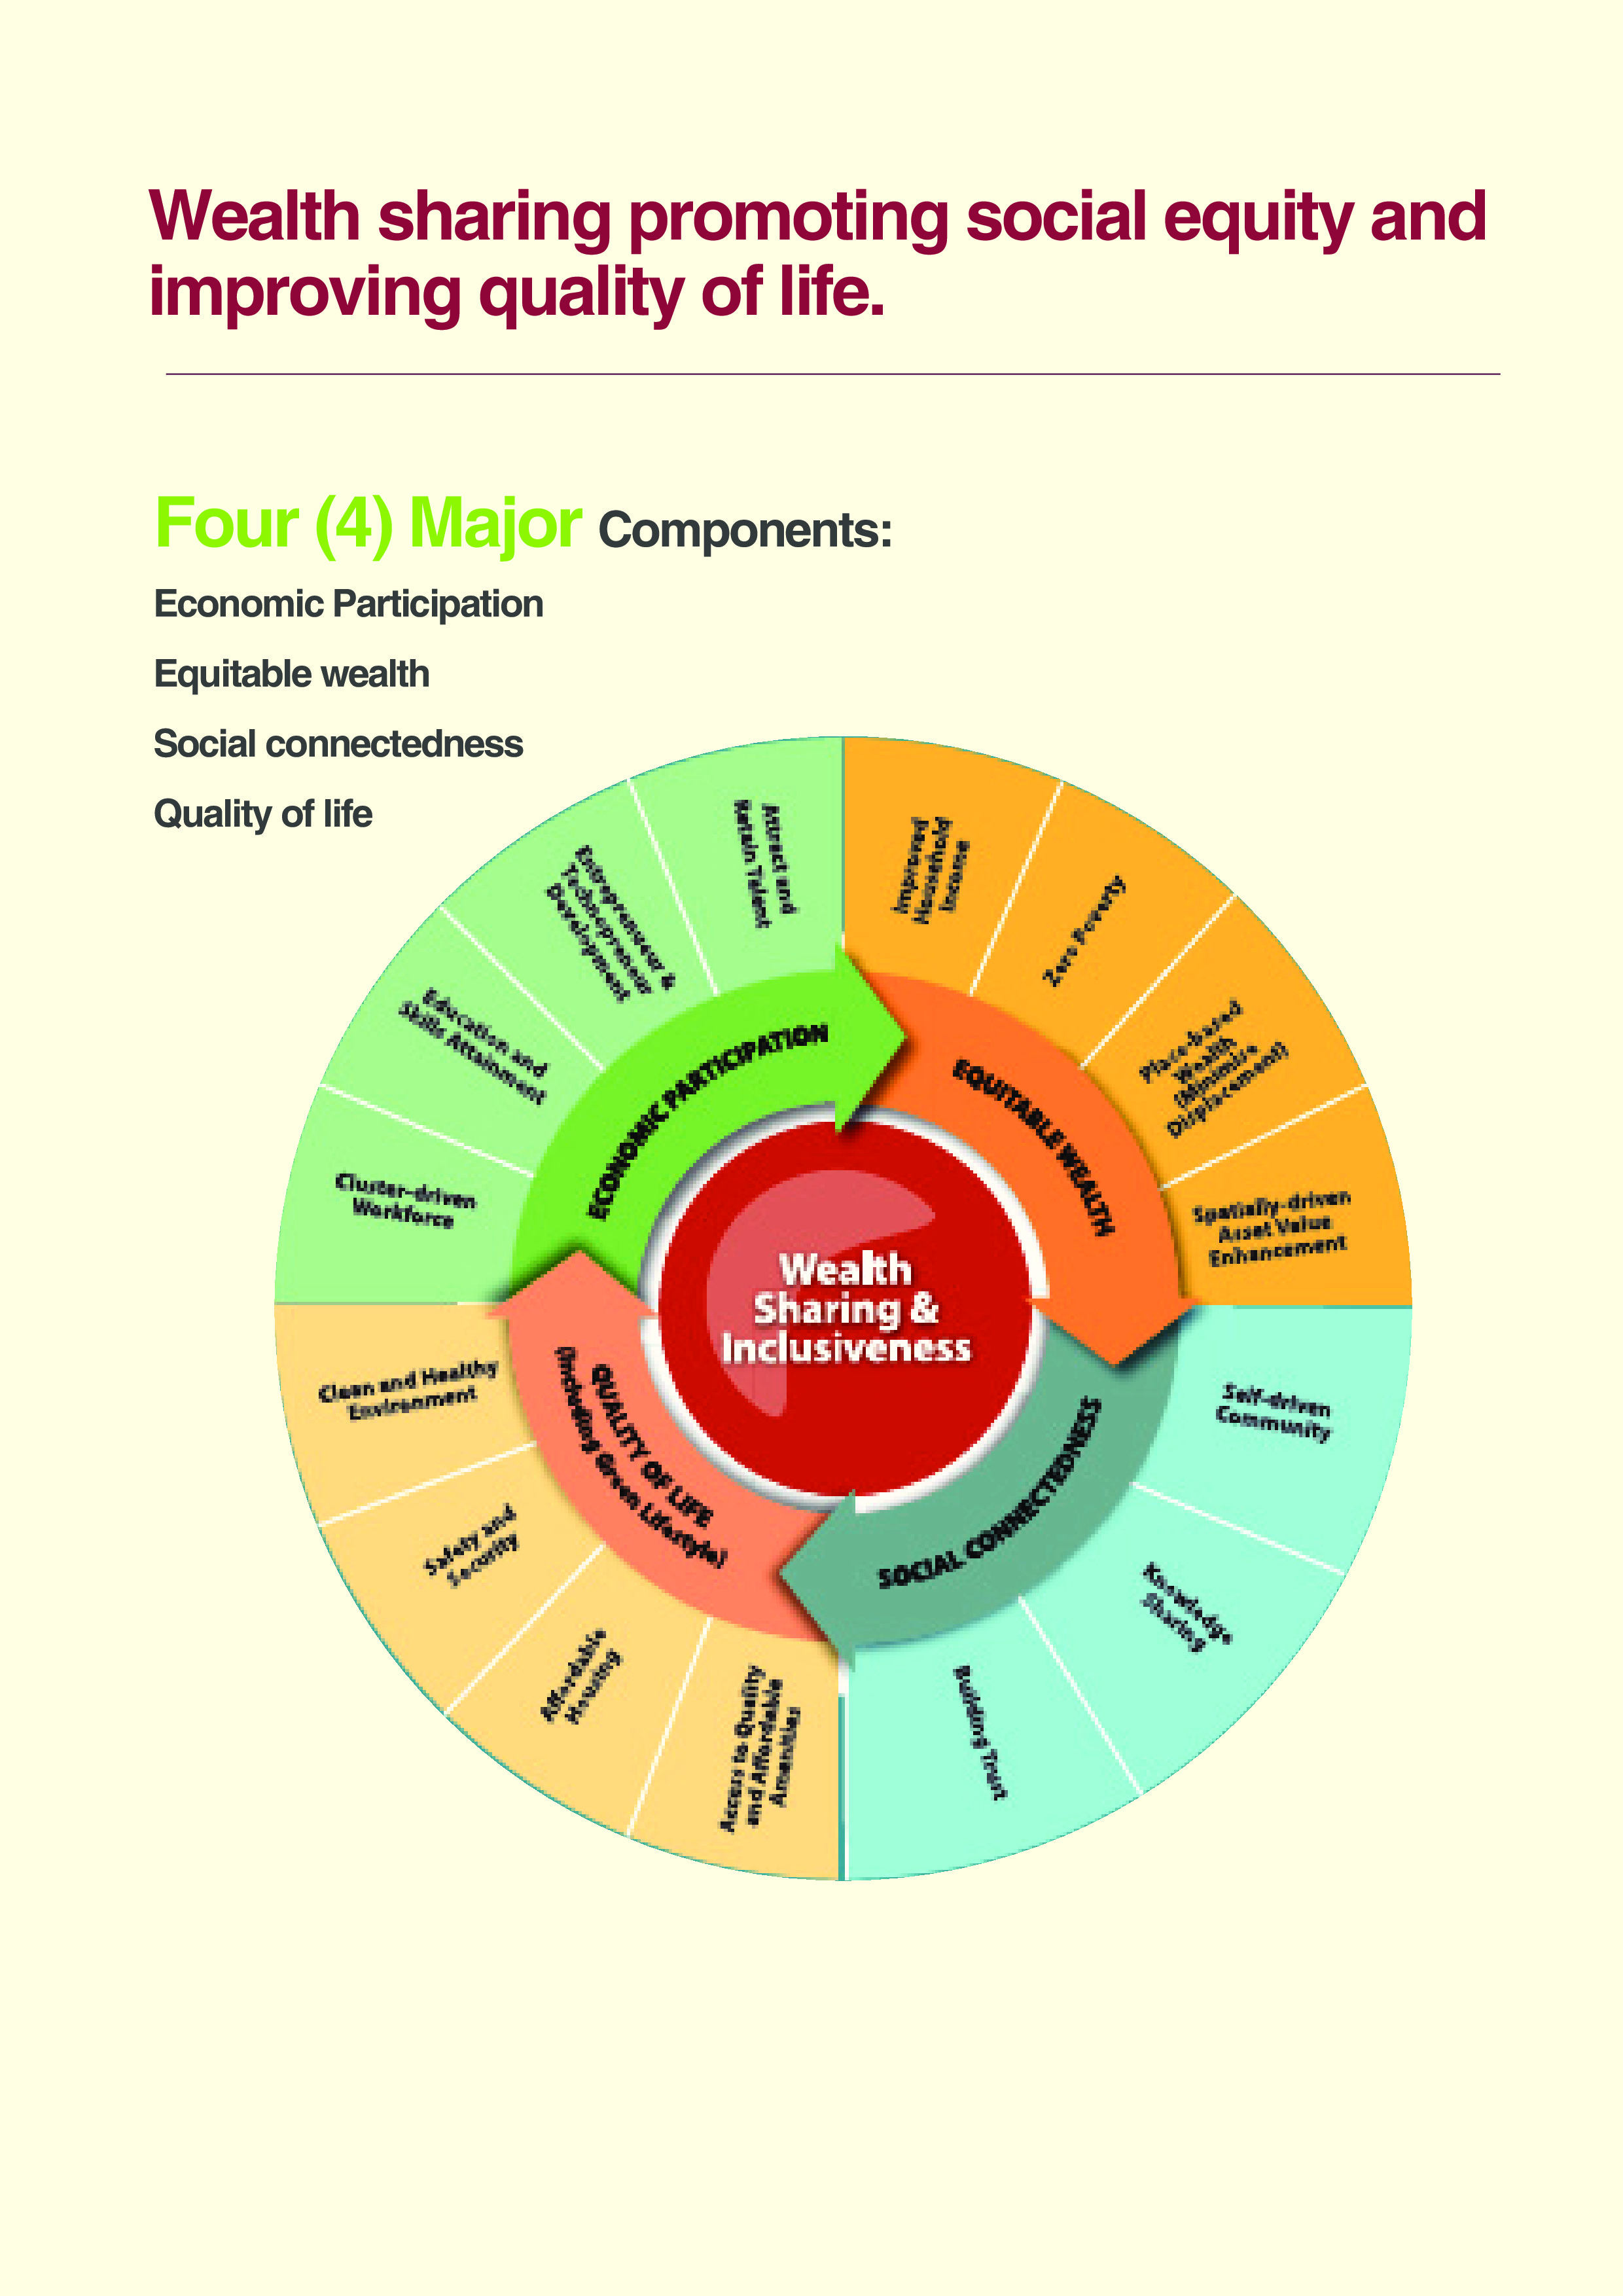 Wealth sharing promoting social equity and
improving quality of life.
Four (4) Major Components:
Economic Participation
Equitable wealth
Social connectedness
Quality of life
Attract and
Retain Talent
Entrepreneur &
Technopreneur
Development
Education and
Skills Attainment
Cluster-driven
Workforce
Improved
Household
Income
Zero Poverty
Place-based
Wealth
(Minimise
Displacement)
Spatially-driven
Asset Value
Enhancement
ECONOMIC PARTICIPATION
EQUITABLE WEALTH
Wealth
Sharing &
Inclusiveness
QUALITY OF LIFE
(Including Green Lifestyle)
SOCIAL CONNECTEDNESS
Clean and Healthy
Environment
Safety and
Security
Affordable
Housing
Access to Quality
and Affordable
Amenities
Self-driven
Community
Knowledge
Sharing
Building Trust